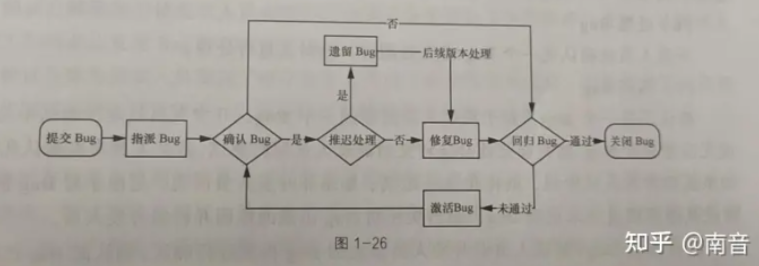 否
遗留 Bug
后续版本处理
是
提交 Bug
指派 Bug
确认 Bug
是
推迟处理
否
修复Bug
回归 Bug
通过
关闭 Bug
激活Bug
未通过
图 1-26
知乎 @南音